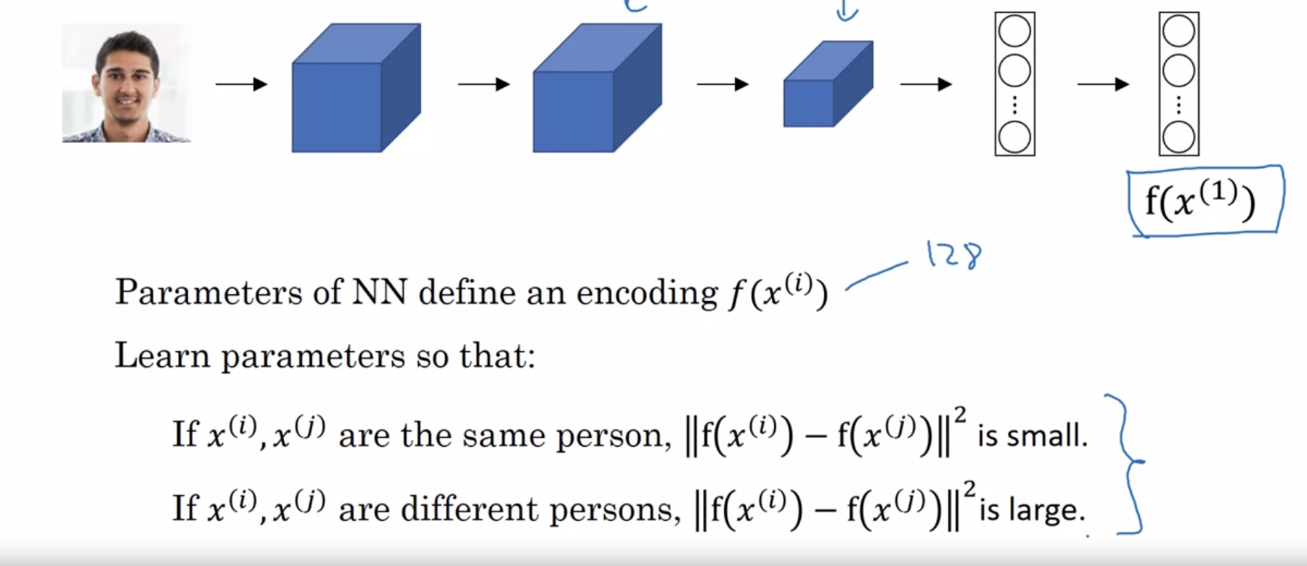 f(x⁽¹⁾)
128
Parameters of NN define an encoding f(x⁽ⁱ⁾)
Learn parameters so that:
If x⁽ⁱ⁾, x⁽ʲ⁾ are the same person, ‖f(x⁽ⁱ⁾) – f(x⁽ʲ⁾)‖² is small.
If x⁽ⁱ⁾, x⁽ʲ⁾ are different persons, ‖f(x⁽ⁱ⁾) – f(x⁽ʲ⁾)‖² is large.